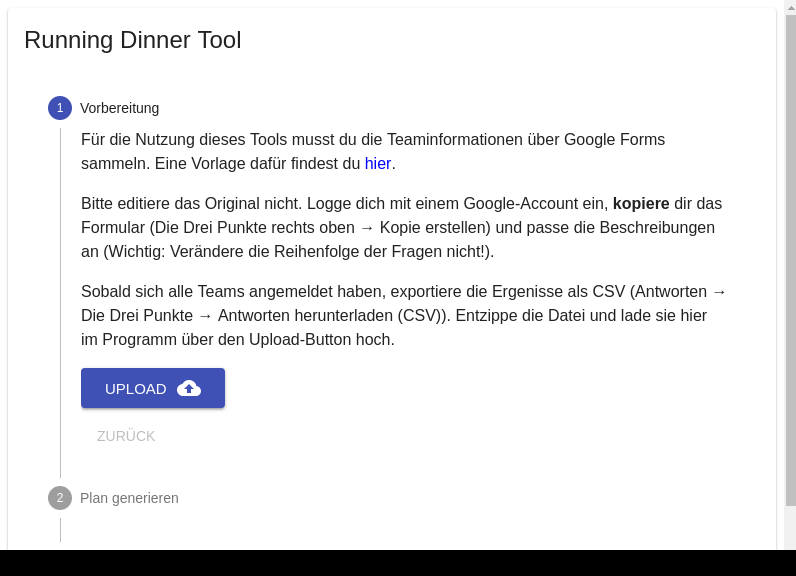 Running Dinner Tool
1 Vorbereitung
Für die Nutzung dieses Tools musst du die Teaminformationen über Google Forms
sammeln. Eine Vorlage dafür findest du hier.
Bitte editiere das Original nicht. Logge dich mit einem Google-Account ein, kopiere dir das
Formular (Die Drei Punkte rechts oben → Kopie erstellen) und passe die Beschreibungen
an (Wichtig: Verändere die Reihenfolge der Fragen nicht!).
Sobald sich alle Teams angemeldet haben, exportiere die Ergenisse als CSV (Antworten →
Die Drei Punkte → Antworten herunterladen (CSV)). Entzippe die Datei und lade sie hier
im Programm über den Upload-Button hoch.
UPLOAD
ZURÜCK
2 Plan generieren